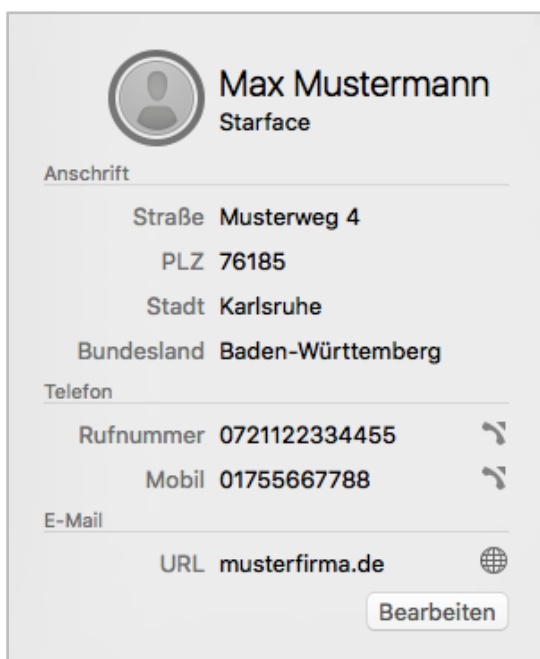 Max Mustermann
Starface
Anschrift
Straße Musterweg 4
PLZ 76185
Stadt Karlsruhe
Bundesland Baden-Württemberg
Telefon
Rufnummer 0721122334455
Mobil 01755667788
E-Mail
URL musterfirma.de
Bearbeiten